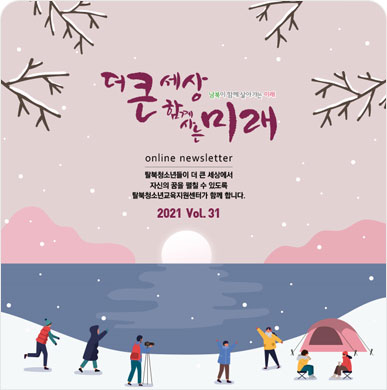 더 큰 세상
남북이 함께 살아가는 미래!
함께 사는 미래
online newsletter
탈북청소년들이 더 큰 세상에서
자신의 꿈을 펼칠 수 있도록
탈북청소년교육지원센터가 함께 합니다.
2021 Vol. 31